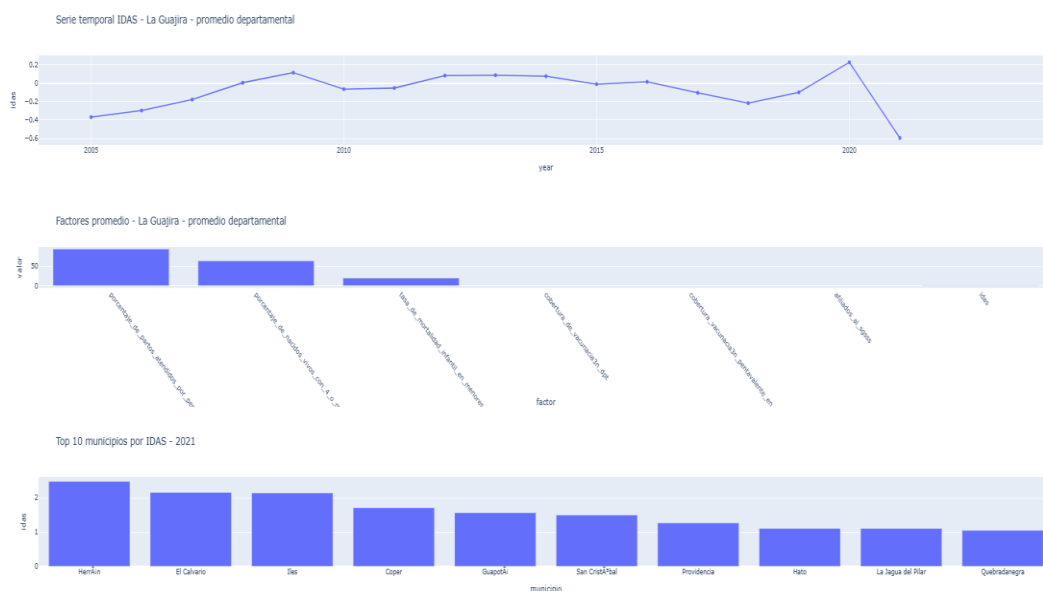 Serie temporal IDAS - La Guajira - promedio departamental
idas
0.2
0
−0.2
−0.4
−0.6
2005
2010
2015
2020
year
Factores promedio - La Guajira - promedio departamental
valor
50
0
porcentaje_de_partos_atendidos_por_per
porcentaje_de_nacidos_vivos_con_4_o_m
tasa_de_mortalidad_infantil_en_menores
cobertura_de_vacunacia3n_dpt
cobertura_vacunacia3n_pentavalente_en
afiliados_al_sgsss
idas
factor
Top 10 municipios por IDAS - 2021
idas
2
1
0
HerrÃ¡n
El Calvario
Iles
Coper
GuapotÃ¡
San CristÃ³bal
Providencia
Hato
La Jagua del Pilar
Quebradanegra
municipio